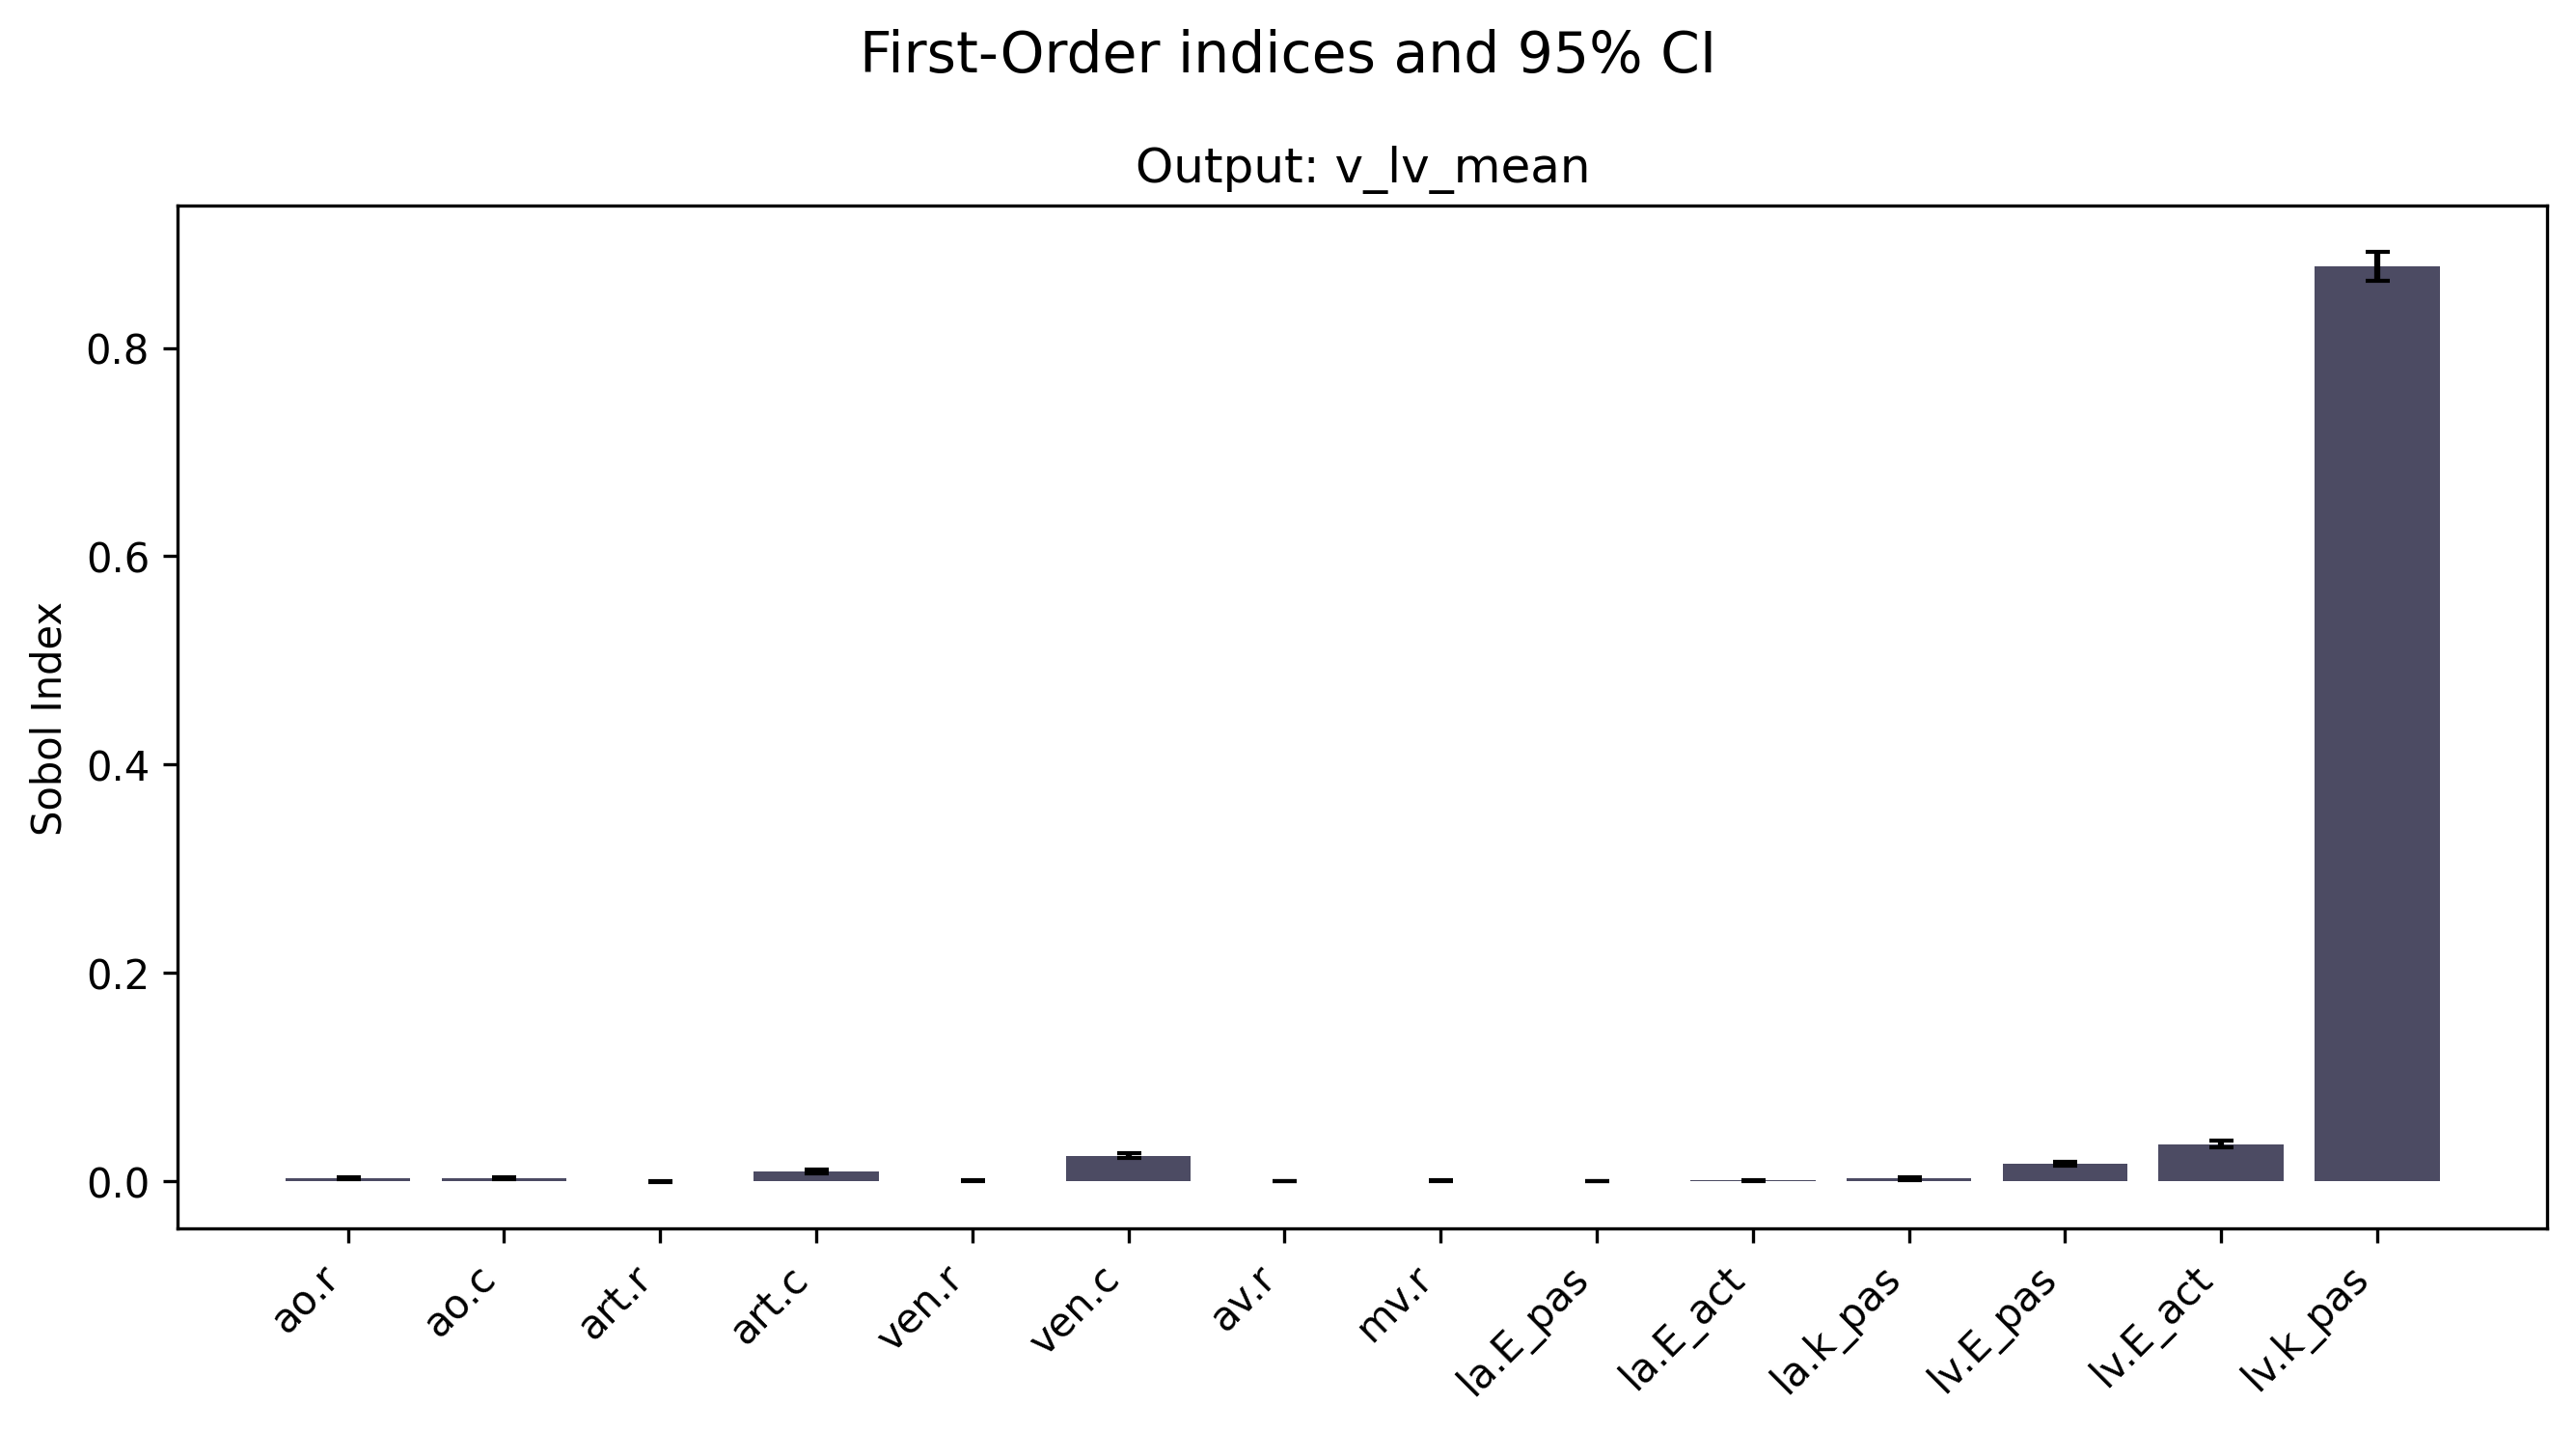 First-Order indices and 95% CI
Output: v_lv_mean
Sobol Index
0.8
0.6
0.4
0.2
0.0
ao.r
ao.c
art.r
art.c
ven.r
ven.c
av.r
mv.r
la.E_pas
la.E_act
la.k_pas
lv.E_pas
lv.E_act
lv.k_pas